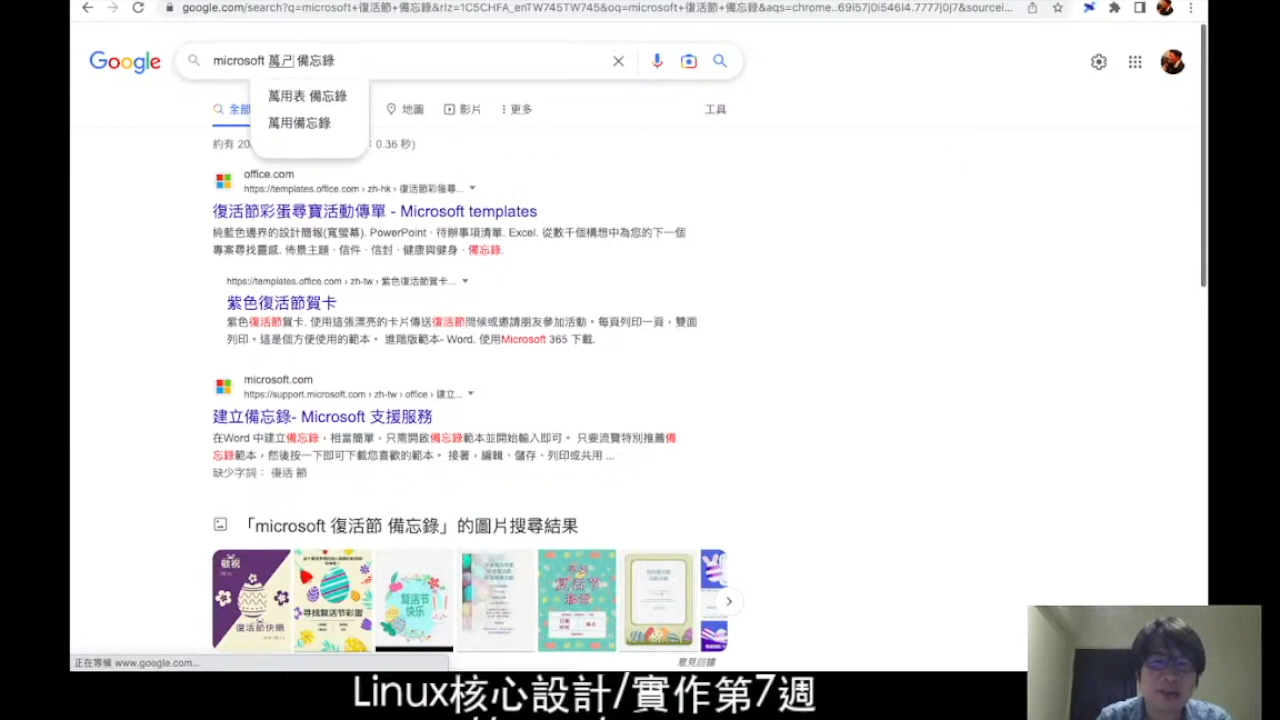 google.com/search?q=microsoft+復活節+備忘錄&rlz=1C5CHFA_enTW745TW745&oq=microsoft+復活節+備忘錄&aqs=chrome..69i57j0i546l4.7777j0j7&sourcei...
Google
microsoft 萬ㄕ 備忘錄
萬用表 備忘錄
萬用備忘錄
全部
地圖
影片
更多
工具
約有 20
0.36 秒)
office.com
https://templates.office.com › zh-hk › 復活節彩蛋尋...
復活節彩蛋尋寶活動傳單 - Microsoft templates
純藍色邊界的設計簡報(寬螢幕). PowerPoint · 待辦事項清單. Excel. 從數千個構想中為您的下一個
專案尋找靈感. 佈景主題 · 信件 · 信封 · 健康與健身 · 備忘錄.
https://templates.office.com › zh-tw › 紫色復活節賀卡...
紫色復活節賀卡
紫色復活節賀卡. 使用這張漂亮的卡片傳送復活節問候或邀請朋友參加活動。每頁列印一頁，雙面
列印。這是個方便使用的範本。 進階版範本- Word. 使用Microsoft 365 下載.
microsoft.com
https://support.microsoft.com › zh-tw › office › 建立...
建立備忘錄- Microsoft 支援服務
在Word 中建立備忘錄，相當簡單，只需開啟備忘錄範本並開始輸入即可。 只要流覽特別推薦備
忘錄範本，然後按一下即可下載您喜歡的範本。 接著，編輯、儲存、列印或共用 ...
缺少字詞： 復活 節
「microsoft 復活節 備忘錄」的圖片搜尋結果
敬祝
復活節快樂
尋找复活节彩蛋
复活节
快乐
意見回饋
正在等候 www.google.com...
Linux核心設計/實作第7週